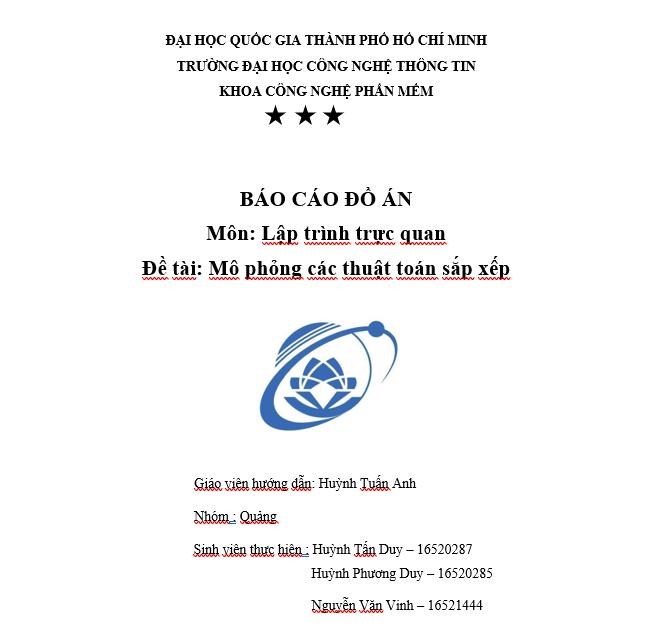 ĐẠI HỌC QUỐC GIA THÀNH PHỐ HỒ CHÍ MINH
TRƯỜNG ĐẠI HỌC CÔNG NGHỆ THÔNG TIN
KHOA CÔNG NGHỆ PHẦN MỀM
★ ★ ★
BÁO CÁO ĐỒ ÁN
Môn: Lập trình trực quan
Đề tài: Mô phỏng các thuật toán sắp xếp
Giáo viên hướng dẫn: Huỳnh Tuấn Anh
Nhóm : Quảng
Sinh viên thực hiện : Huỳnh Tấn Duy – 16520287
Huỳnh Phương Duy – 16520285
Nguyễn Văn Vinh – 16521444